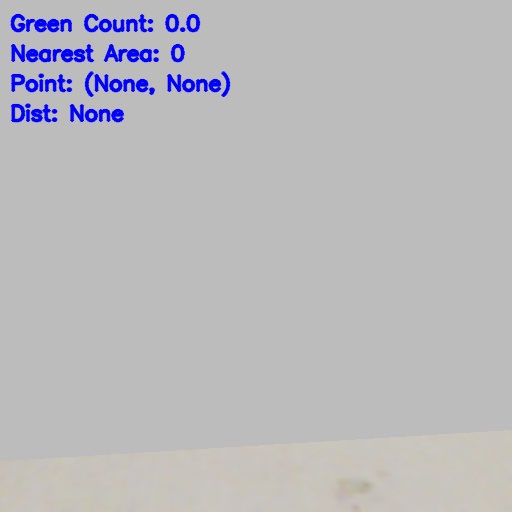 Green Count: 0.0
Nearest Area: 0
Point: (None, None)
Dist: None